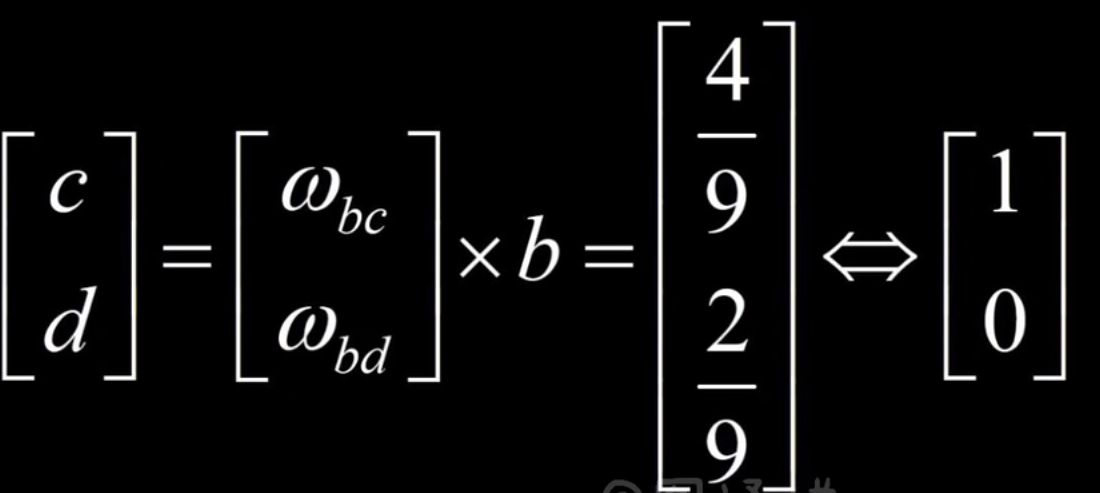 [c d] = [ω_bc ω_bd] × b = [4/9 2/9] ⇔ [1 0]